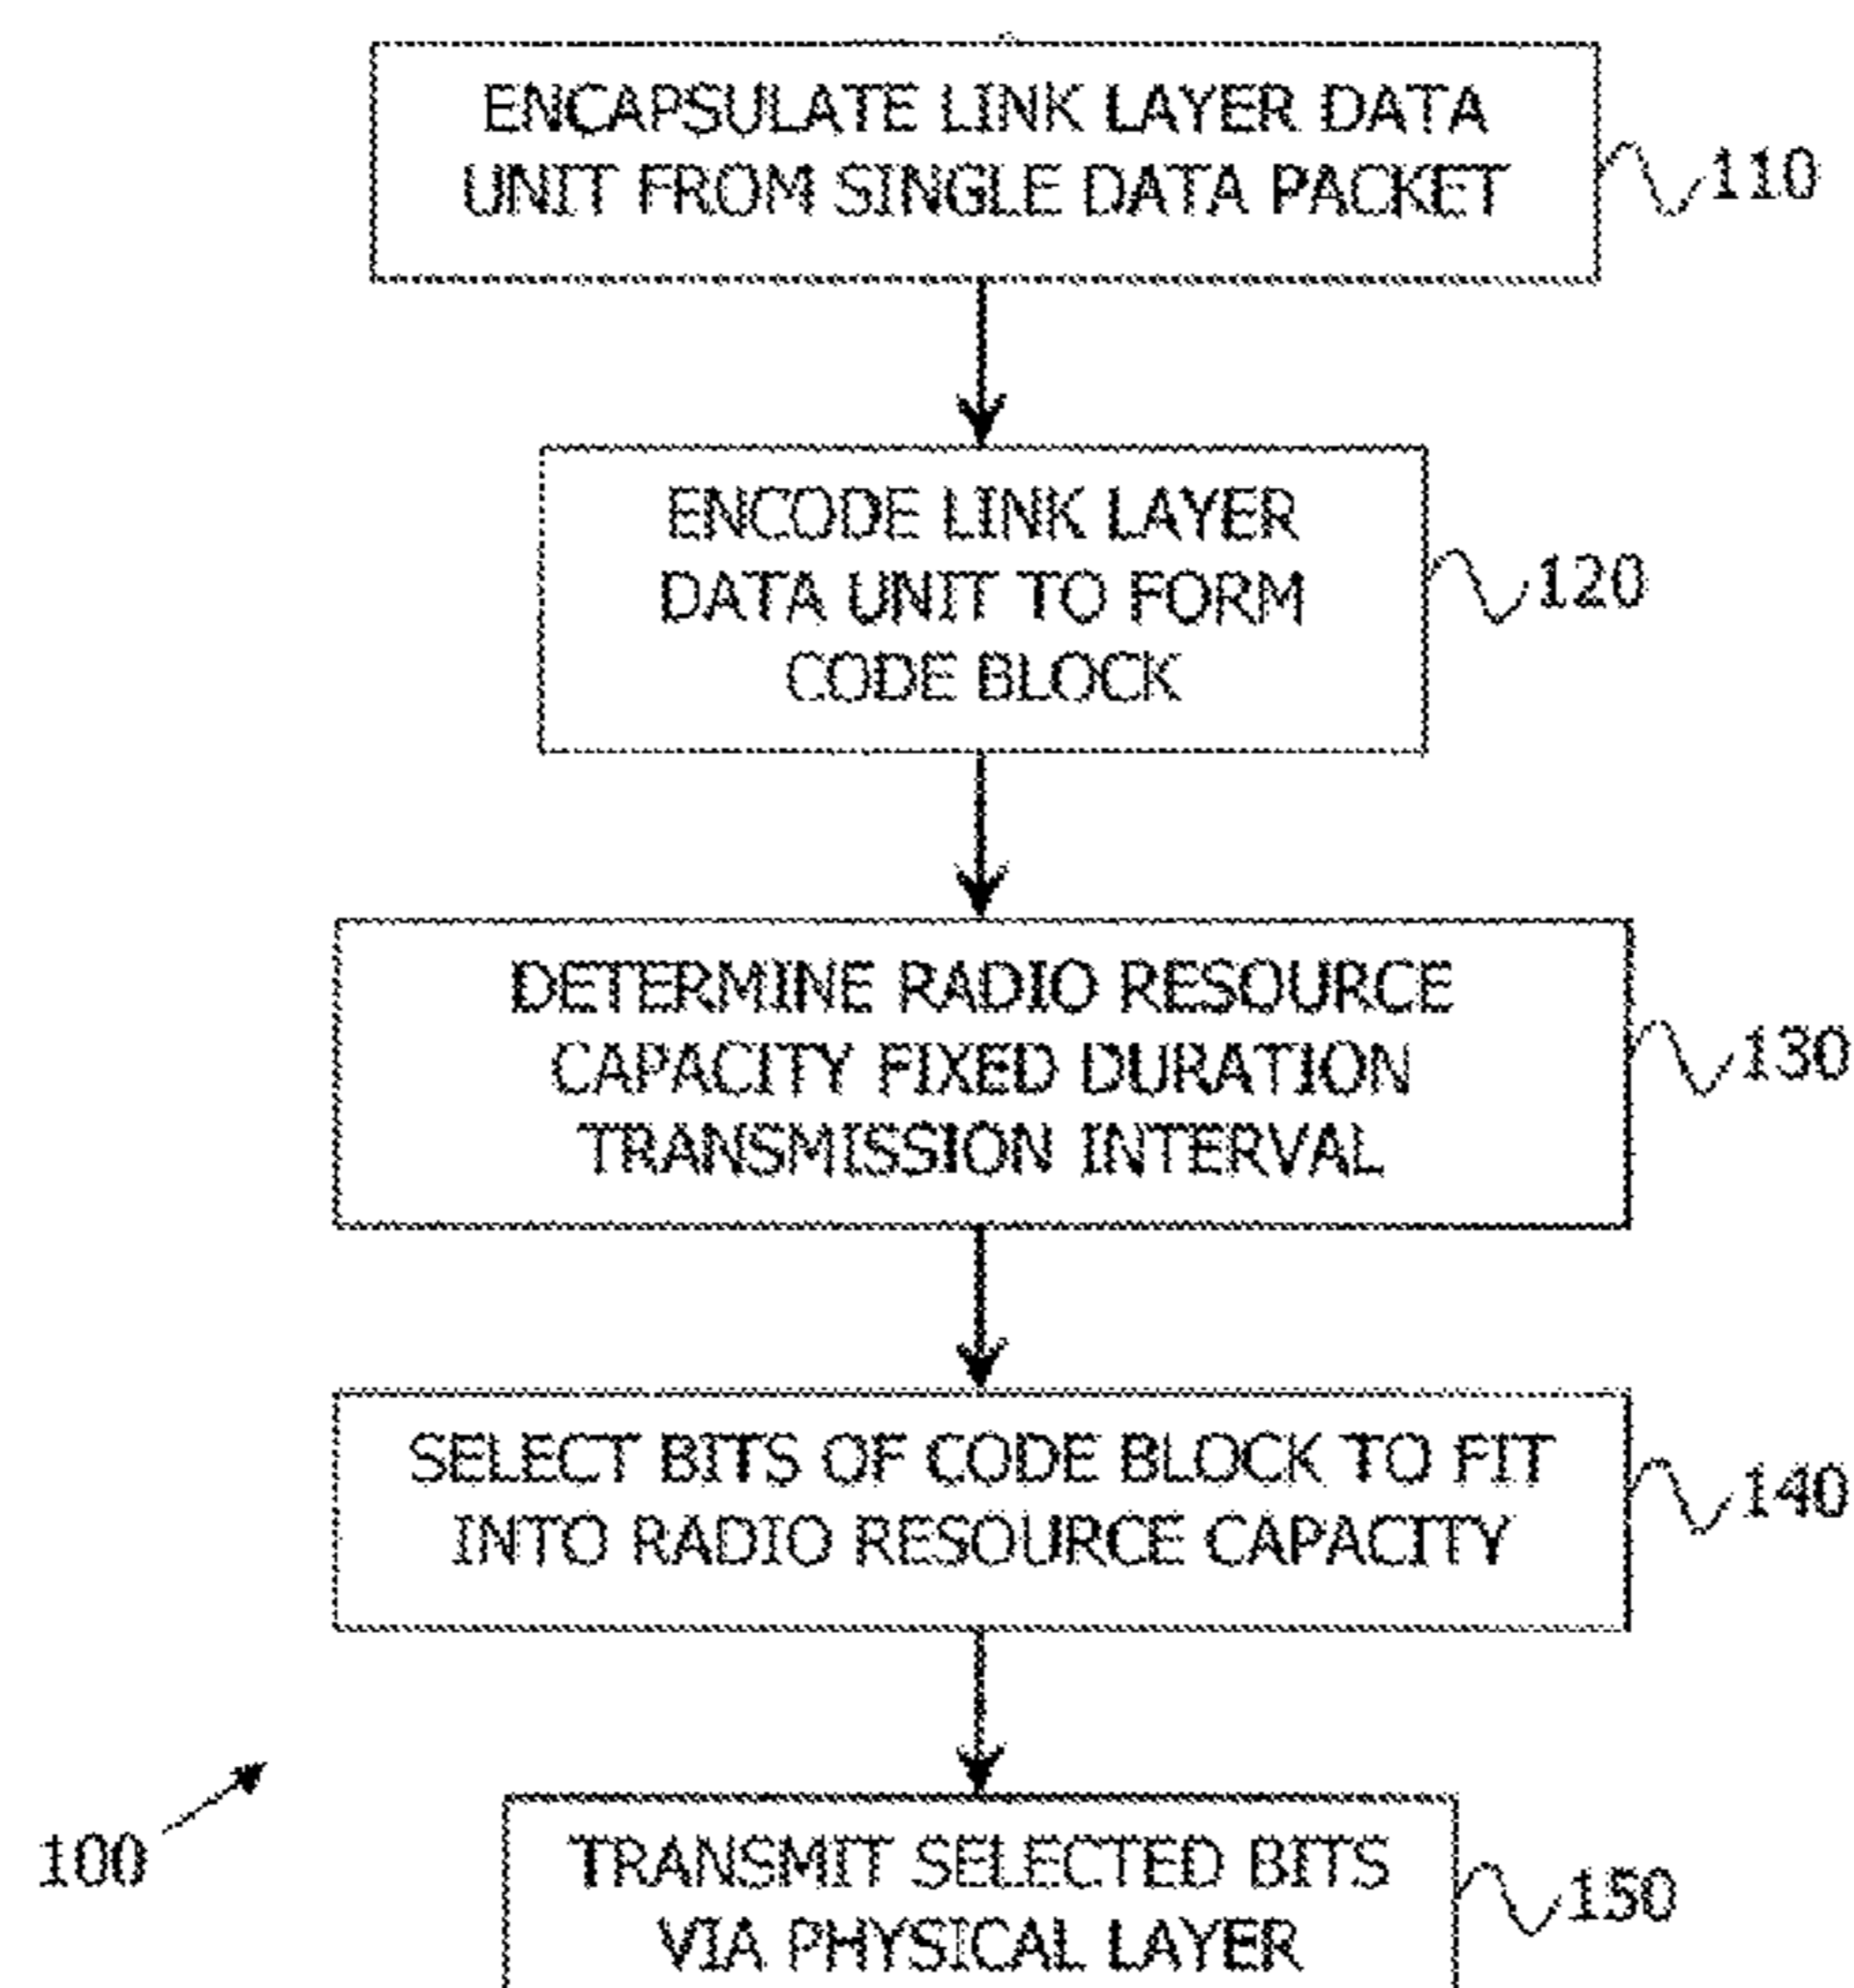 ENCAPSULATE LINK LAYER DATA
UNIT FROM SINGLE DATA PACKET
110
ENCODE LINK LAYER
DATA UNIT TO FORM
CODE BLOCK
120
DETERMINE RADIO RESOURCE
CAPACITY FIXED DURATION
TRANSMISSION INTERVAL
130
SELECT BITS OF CODE BLOCK TO FIT
INTO RADIO RESOURCE CAPACITY
140
100
TRANSMIT SELECTED BITS
VIA PHYSICAL LAYER
150